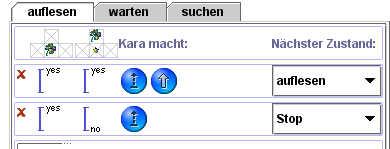 auflesen warten suchen
Kara macht: Nächster Zustand:
yes yes auflesen
yes no Stop